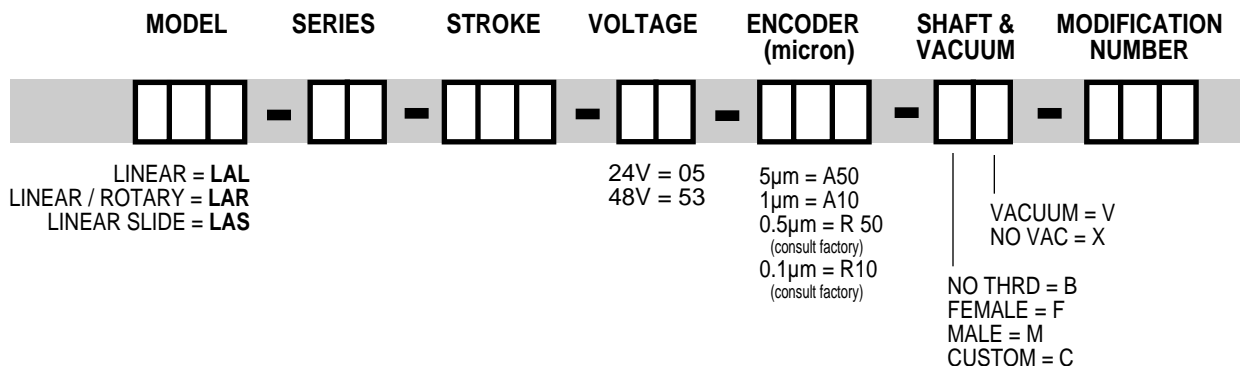 MODEL SERIES STROKE VOLTAGE ENCODER (micron) SHAFT & VACUUM MODIFICATION NUMBER
LINEAR = LAL
LINEAR / ROTARY = LAR
LINEAR SLIDE = LAS
24V = 05
48V = 53
5µm = A50
1µm = A10
0.5µm = R 50
(consult factory)
0.1µm = R10
(consult factory)
VACUUM = V
NO VAC = X
NO THRD = B
FEMALE = F
MALE = M
CUSTOM = C